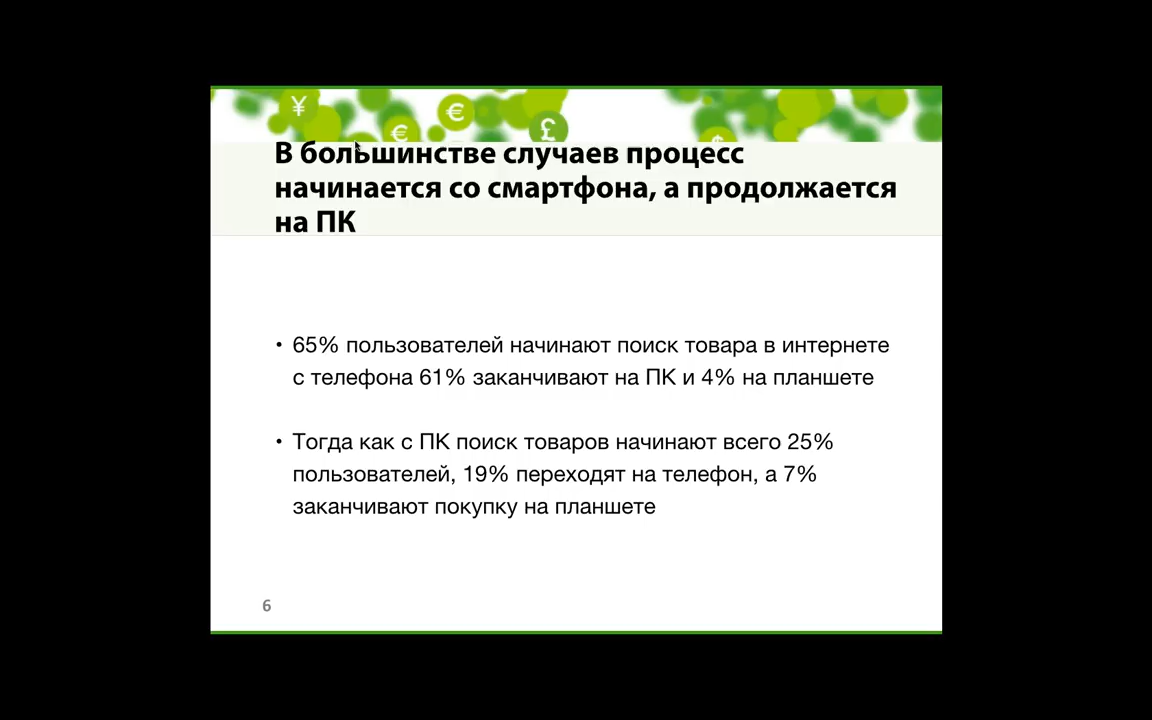 ¥
€
€
£
$
В большинстве случаев процесс
начинается со смартфона, а продолжается
на ПК
• 65% пользователей начинают поиск товара в интернете
с телефона 61% заканчивают на ПК и 4% на планшете
• Тогда как с ПК поиск товаров начинают всего 25%
пользователей, 19% переходят на телефон, а 7%
заканчивают покупку на планшете
6